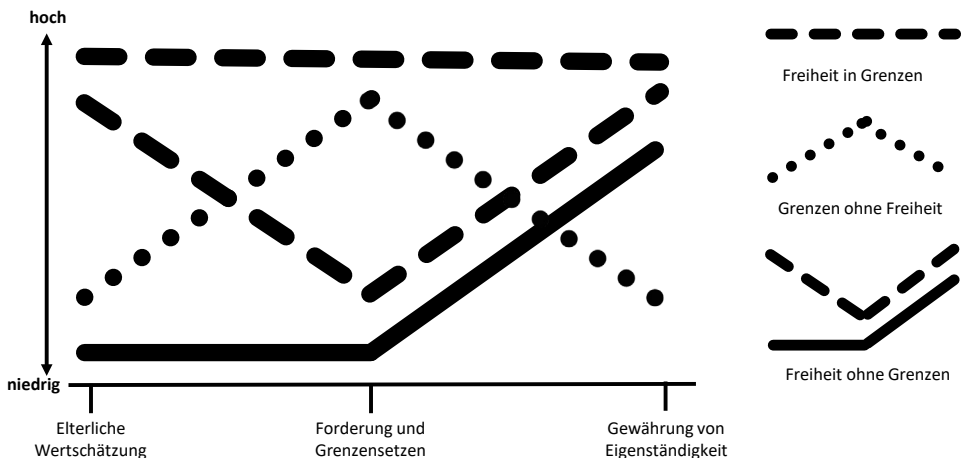 hoch
niedrig
Elterliche
Wertschätzung
Forderung und
Grenzensetzen
Gewährung von
Eigenständigkeit
Freiheit in Grenzen
Grenzen ohne Freiheit
Freiheit ohne Grenzen